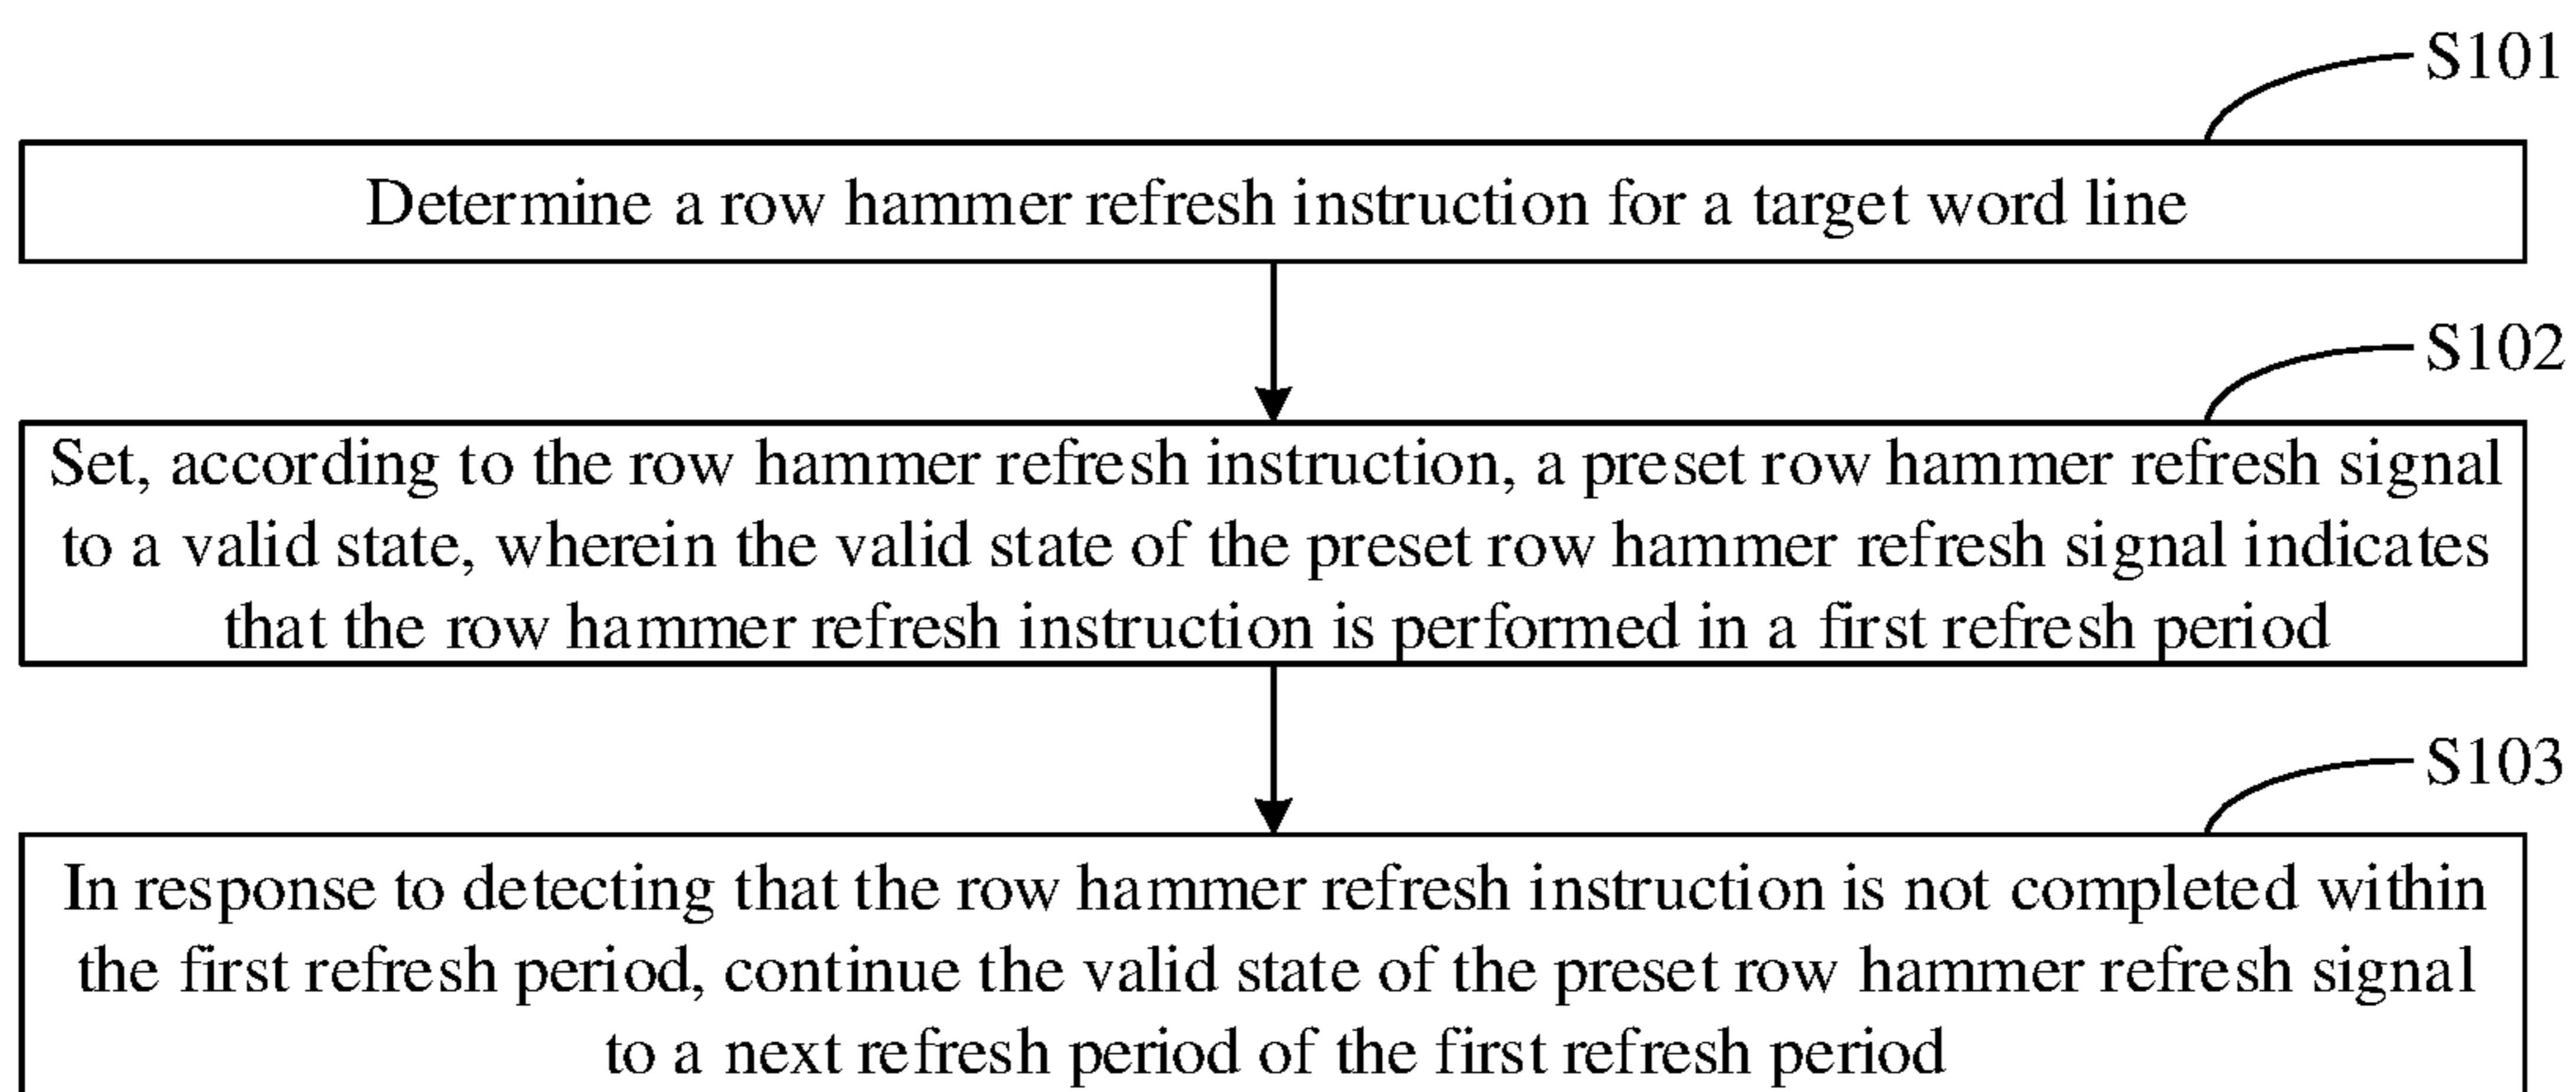 S101
Determine a row hammer refresh instruction for a target word line
S102
Set, according to the row hammer refresh instruction, a preset row hammer refresh signal
to a valid state, wherein the valid state of the preset row hammer refresh signal indicates
that the row hammer refresh instruction is performed in a first refresh period
S103
In response to detecting that the row hammer refresh instruction is not completed within
the first refresh period, continue the valid state of the preset row hammer refresh signal
to a next refresh period of the first refresh period